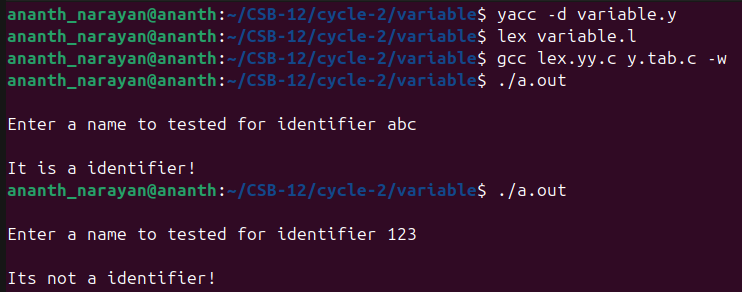 ananth_narayan@ananth:~/CSB-12/cycle-2/variable$ yacc -d variable.y
ananth_narayan@ananth:~/CSB-12/cycle-2/variable$ lex variable.l
ananth_narayan@ananth:~/CSB-12/cycle-2/variable$ gcc lex.yy.c y.tab.c -w
ananth_narayan@ananth:~/CSB-12/cycle-2/variable$ ./a.out
Enter a name to tested for identifier abc
It is a identifier!
ananth_narayan@ananth:~/CSB-12/cycle-2/variable$ ./a.out
Enter a name to tested for identifier 123
Its not a identifier!